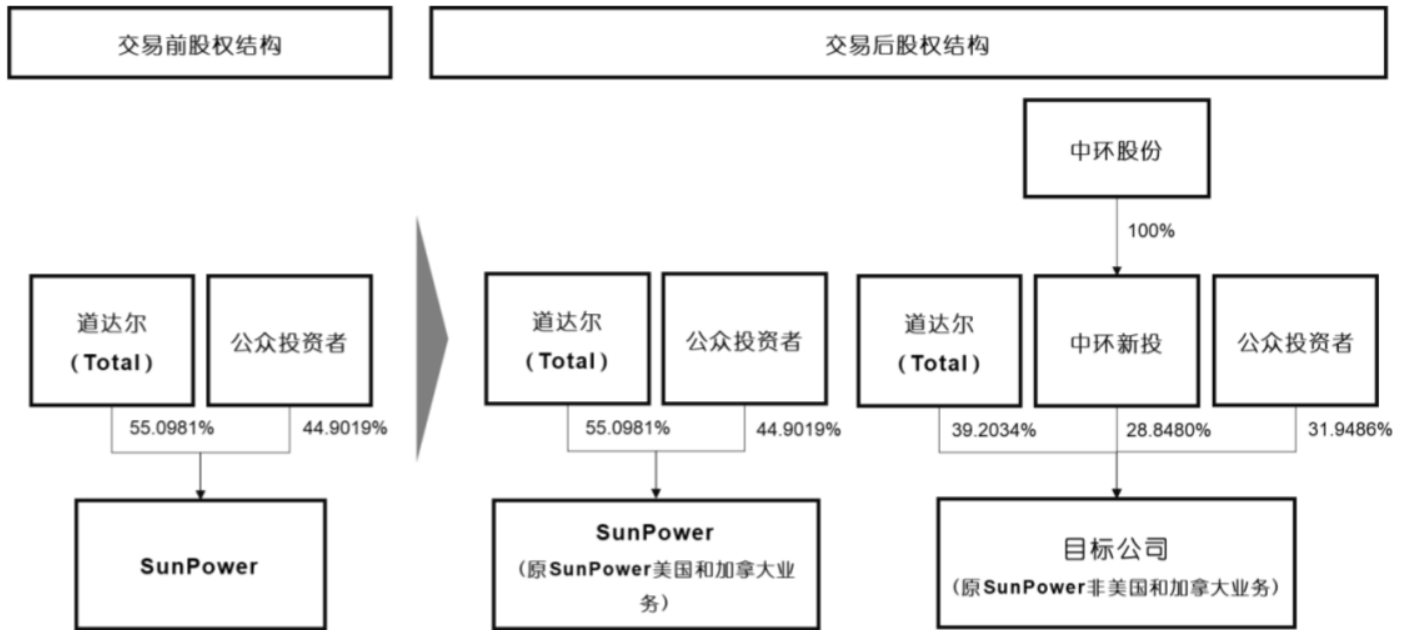 交易前股权结构
交易后股权结构
中环股份
100%
道达尔
（Total）
公众投资者
道达尔
（Total）
公众投资者
道达尔
（Total）
中环新投
公众投资者
55.0981%
44.9019%
55.0981%
44.9019%
39.2034%
28.8480%
31.9486%
SunPower
SunPower
（原SunPower美国和加拿大业
务）
目标公司
（原SunPower非美国和加拿大业务）